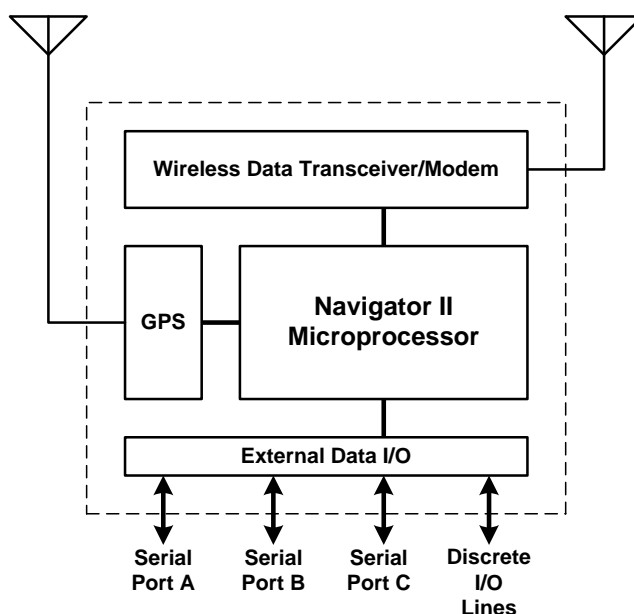 Wireless Data Transceiver/Modem
GPS
Navigator II
Microprocessor
External Data I/O
Serial
Port A
Serial
Port B
Serial
Port C
Discrete
I/O
Lines